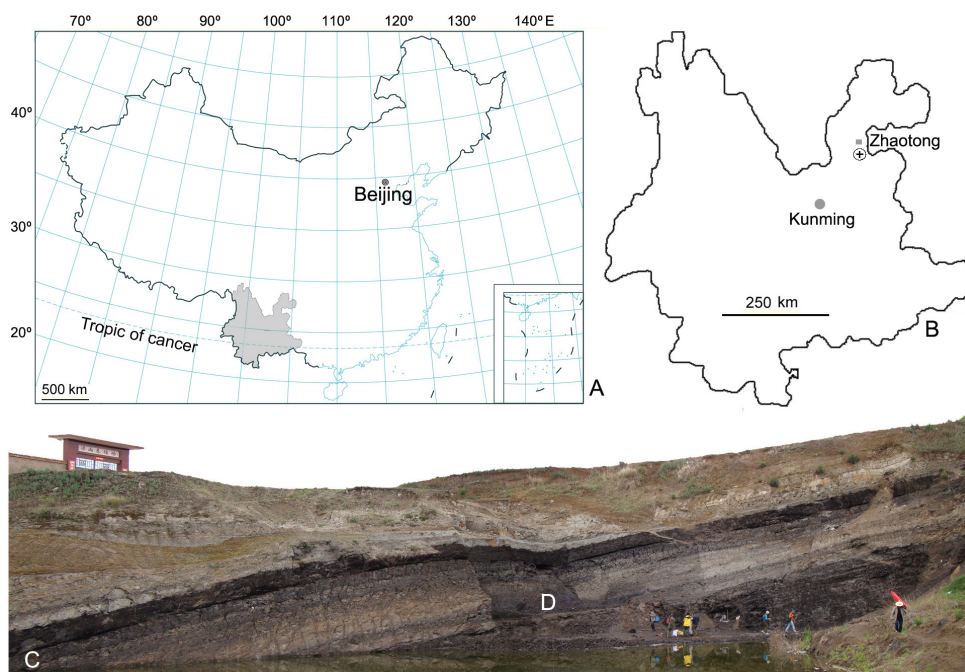 70º 80º 90º 100º 110º 120º 130º 140º E
40º
30º
20º
Beijing
Tropic of cancer
500 km
A
Zhaotong
Kunming
250 km
B
D
C